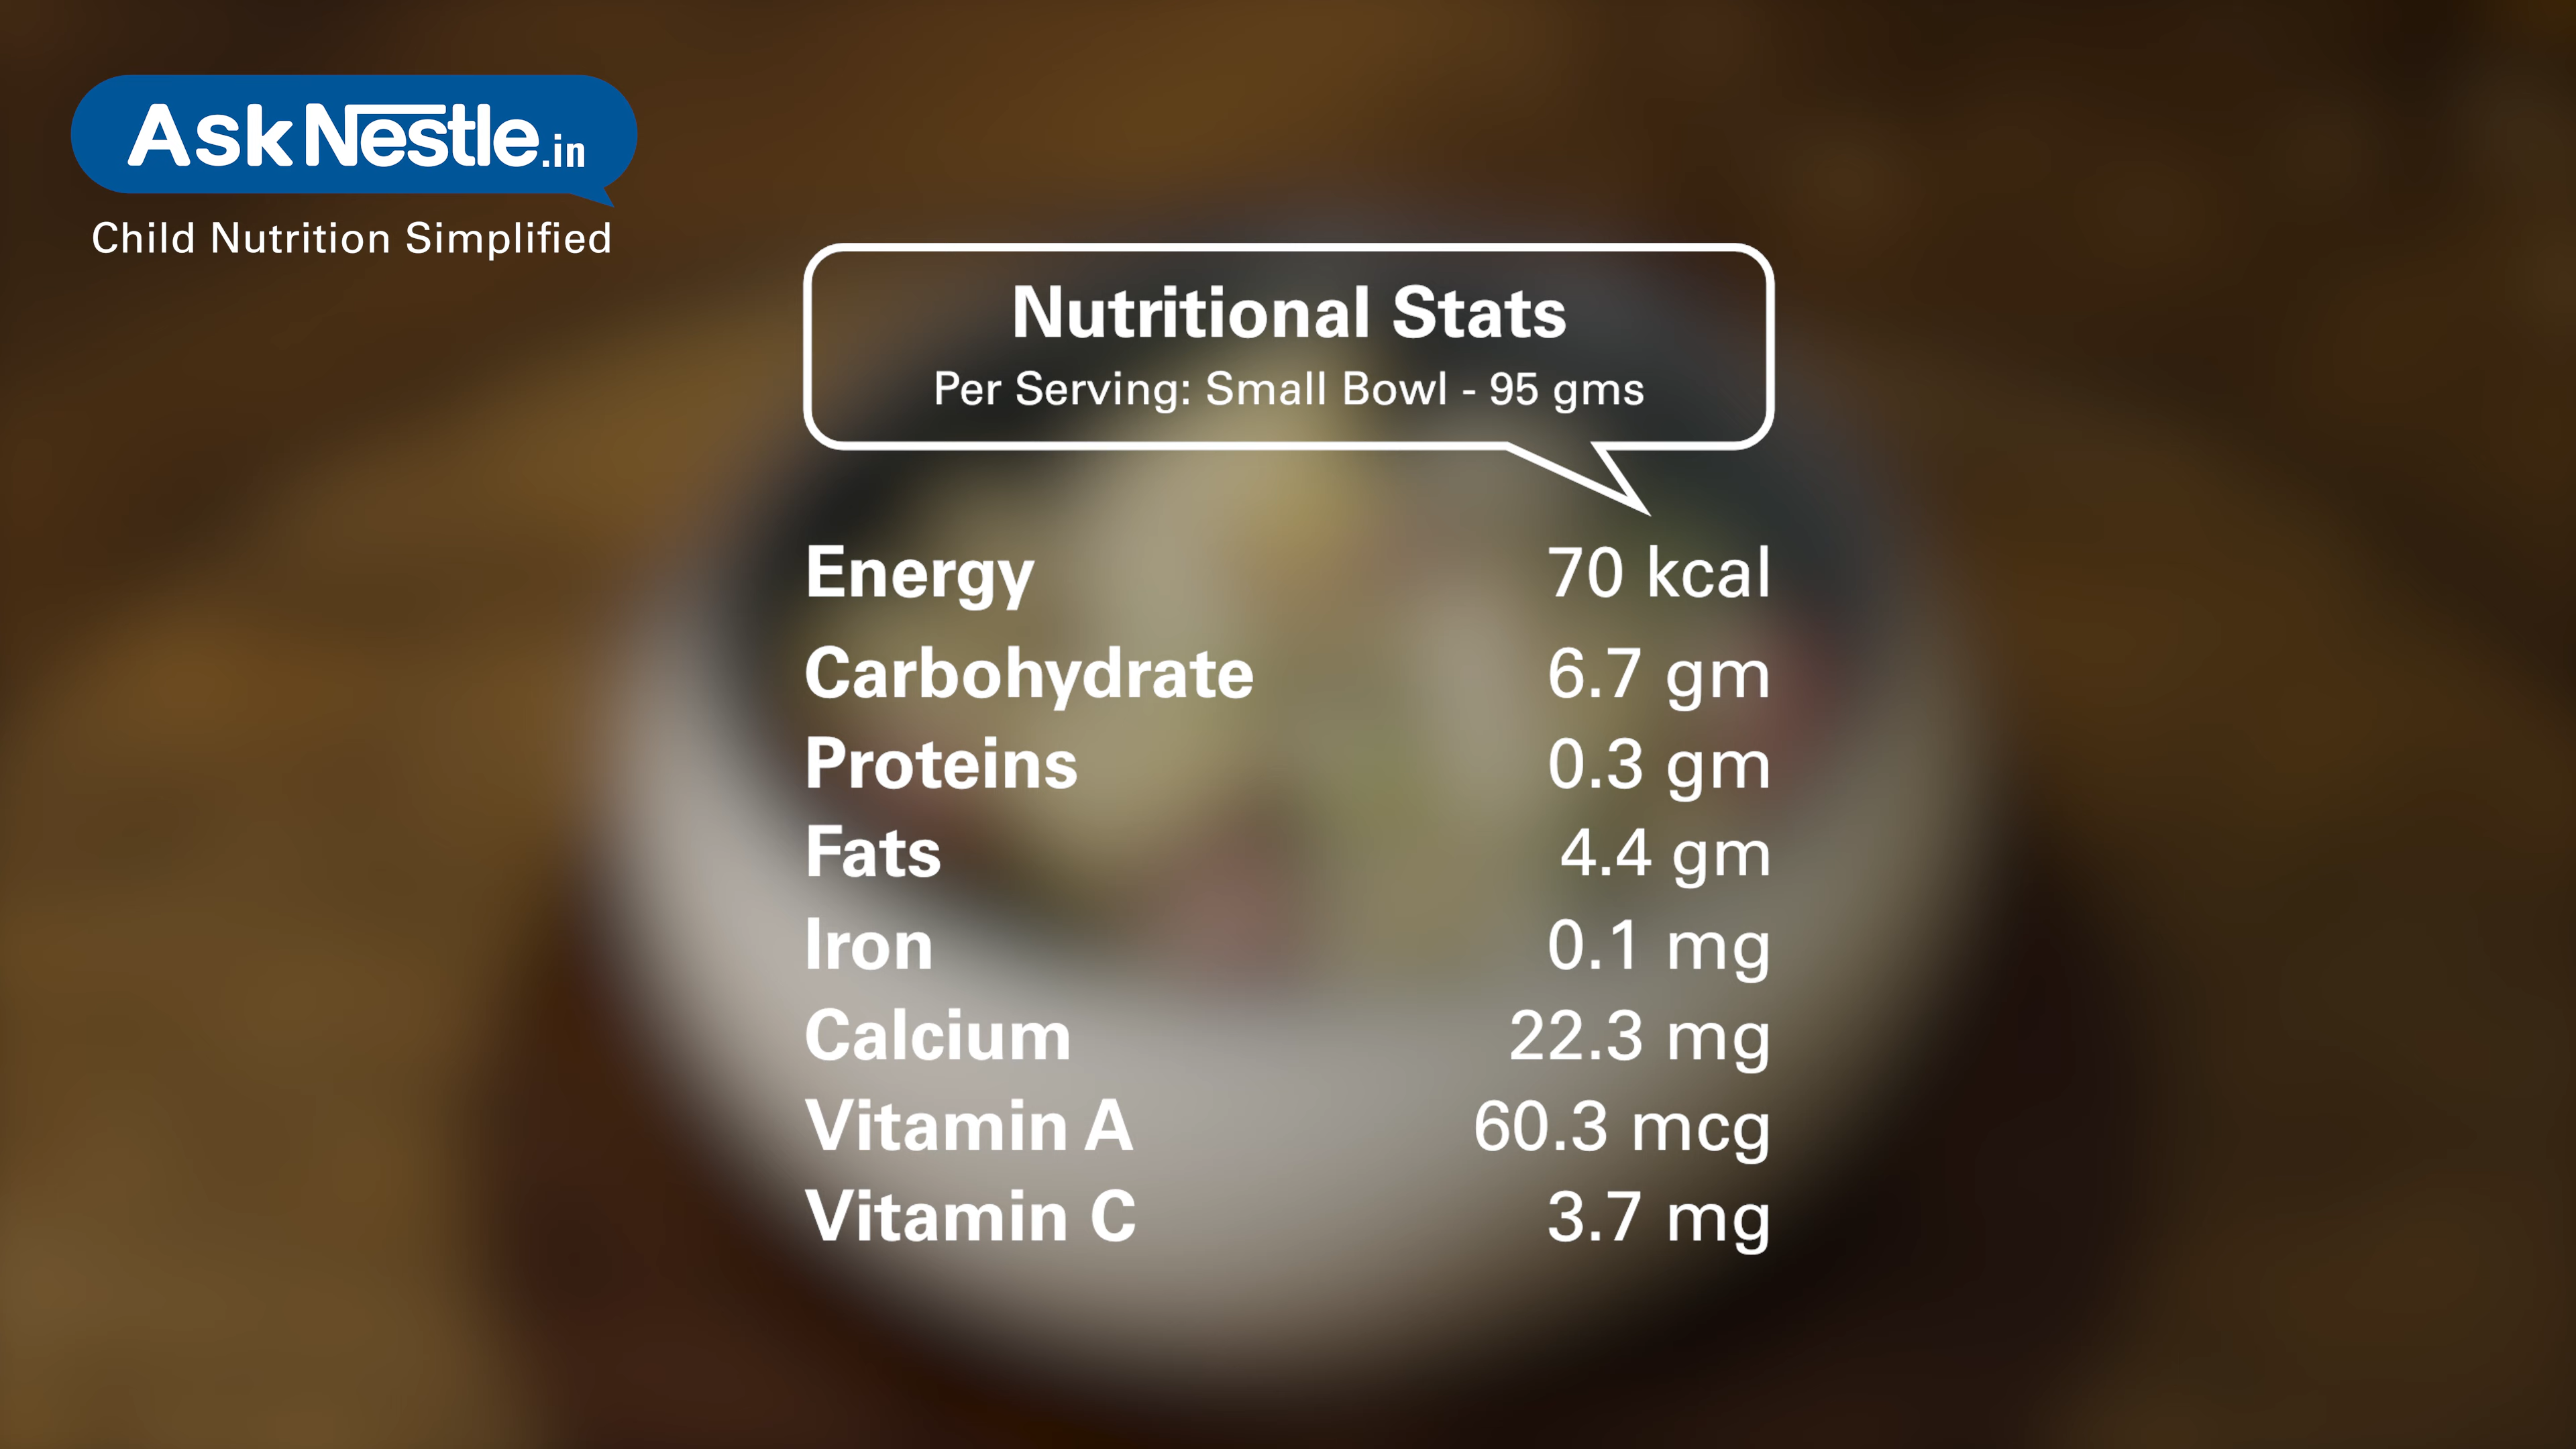 AskNestle.in
Child Nutrition Simplified
Nutritional Stats
Per Serving: Small Bowl - 95 gms
Energy 70 kcal
Carbohydrate 6.7 gm
Proteins 0.3 gm
Fats 4.4 gm
Iron 0.1 mg
Calcium 22.3 mg
Vitamin A 60.3 mcg
Vitamin C 3.7 mg